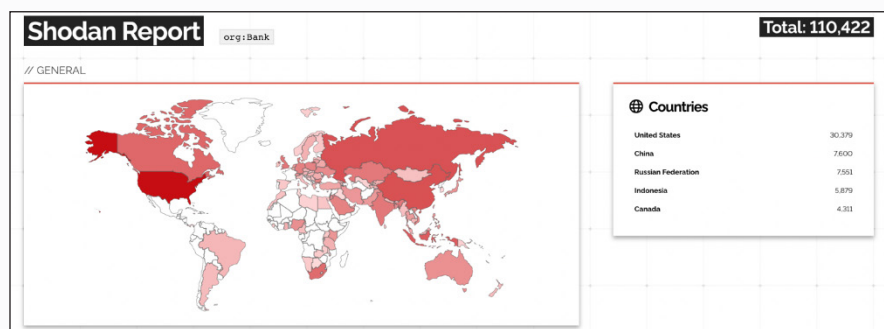 Shodan Report
org:Bank
Total: 110,422
// GENERAL
Countries
United States 30,379
China 7,600
Russian Federation 7,551
Indonesia 5,879
Canada 4,311